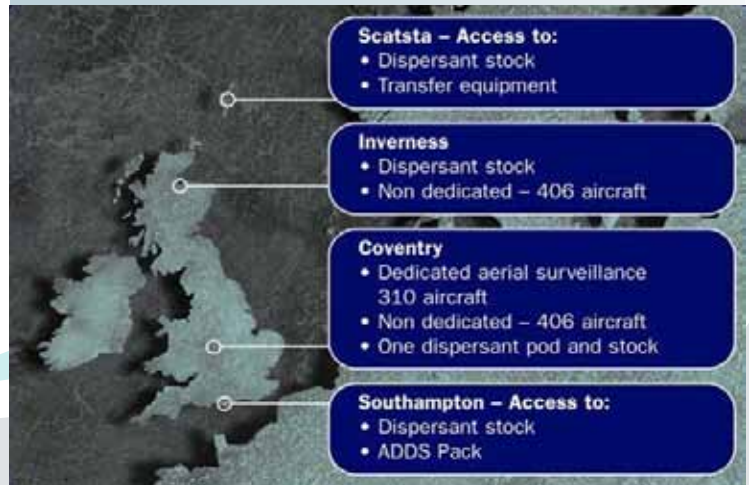 Scatsta – Access to:
• Dispersant stock
• Transfer equipment
Inverness
• Dispersant stock
• Non dedicated – 406 aircraft
Coventry
• Dedicated aerial surveillance
310 aircraft
• Non dedicated – 406 aircraft
• One dispersant pod and stock
Southampton – Access to:
• Dispersant stock
• ADDS Pack